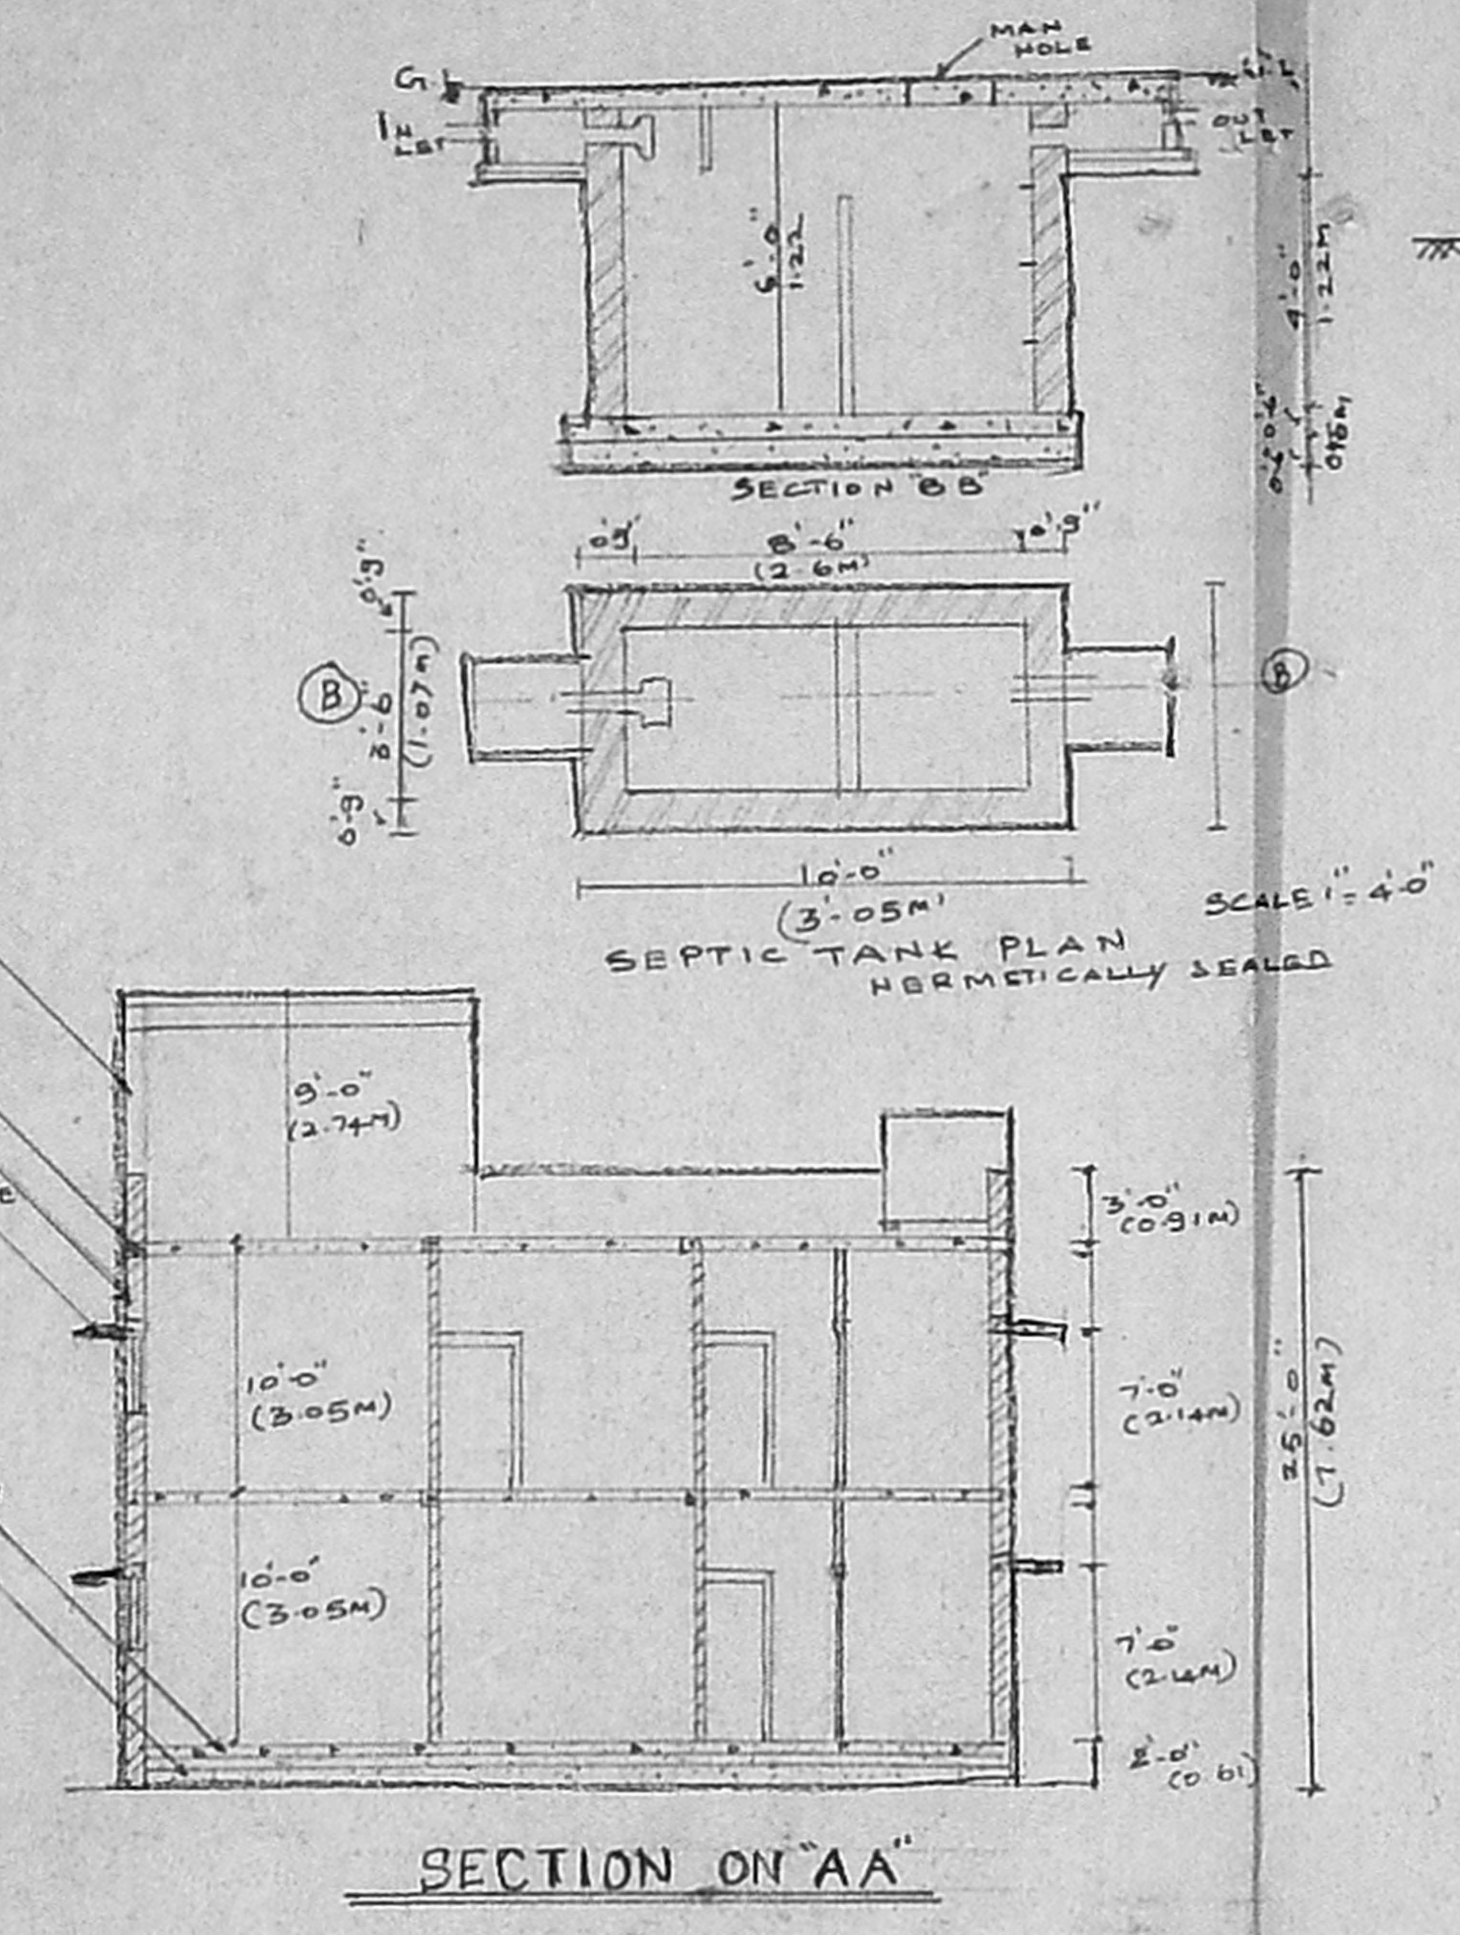 MAN
HOLE
G.L
G.L
INLET
OUT
LET
6'-0"
1.22
4'-0"
1.22M
SECTION "BB"
0'9"
8'-6"
(2.6M)
0'-9"
0'-9"
3'-6"
(1.07M)
0'-9"
B
B
10'-0"
(3'-05M)
SCALE 1"= 4'-0"
SEPTIC TANK PLAN
HERMETICALLY SEALED
9'-0"
(2.74M)
3'-0"
(0.91M)
10'-0"
(3.05M)
7'-0"
(2.14M)
25'-0"
(7.62M)
10'-0"
(3.05M)
7'-0"
(2.14M)
2'-0"
(0.61)
SECTION ON "AA"